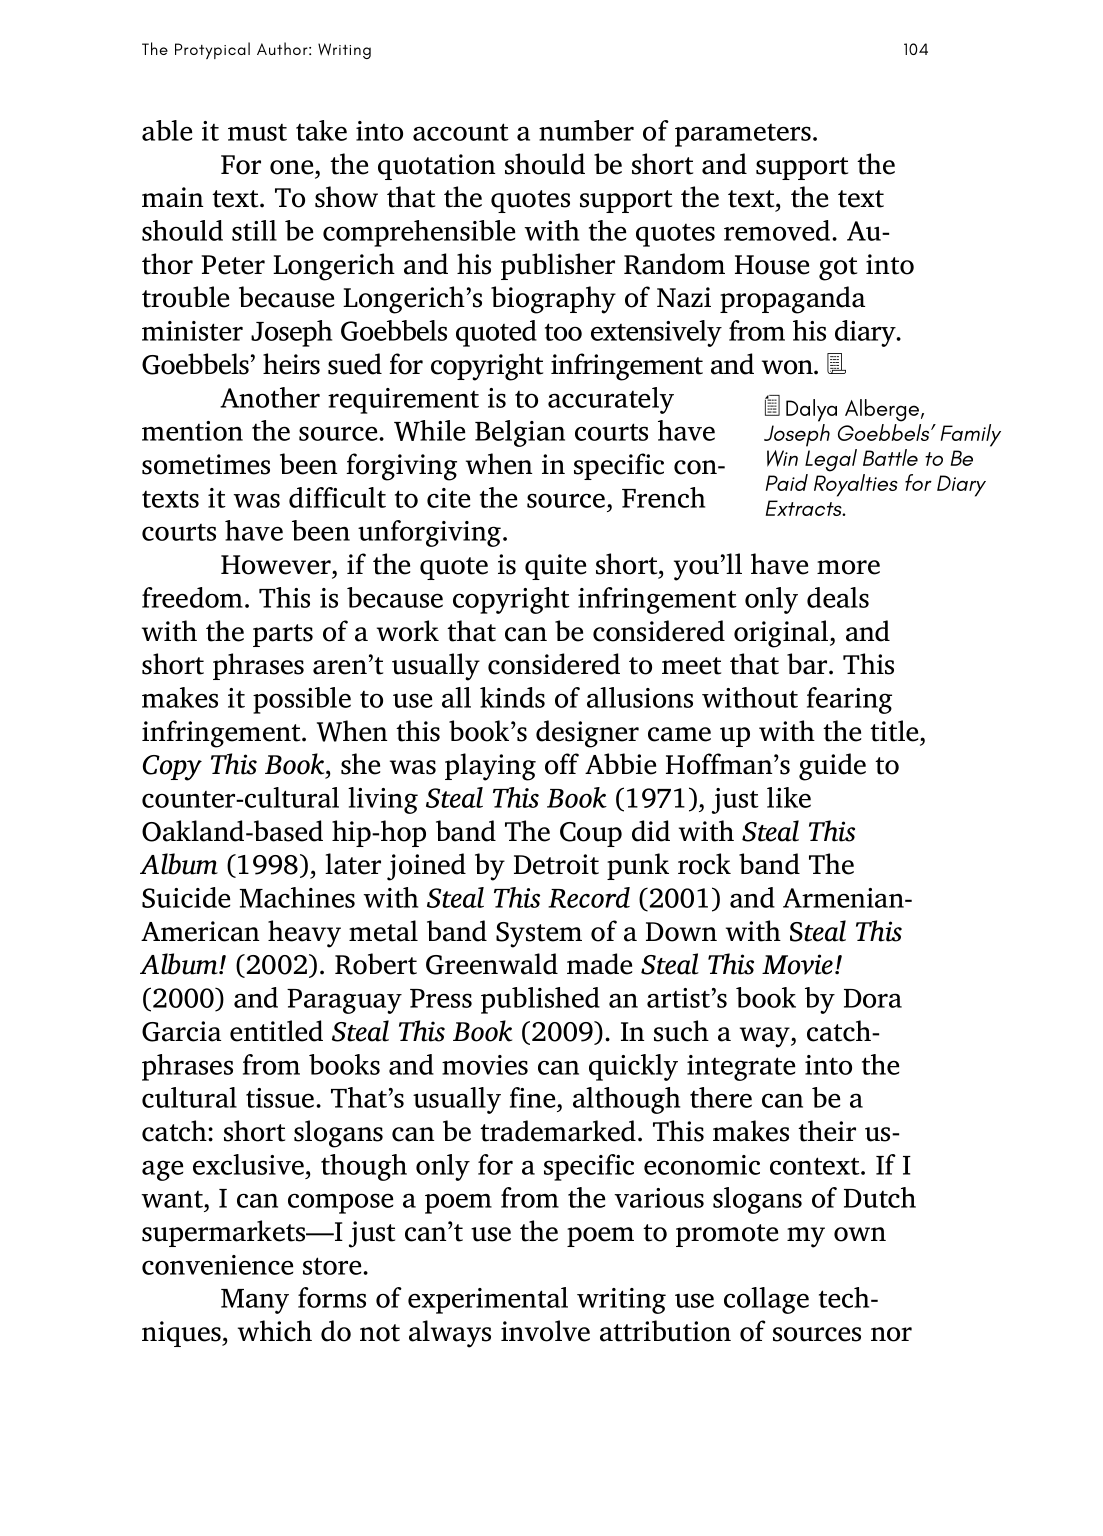 The Protypical Author: Writing
104
able it must take into account a number of parameters.
For one, the quotation should be short and support the
main text. To show that the quotes support the text, the text
should still be comprehensible with the quotes removed. Au-
thor Peter Longerich and his publisher Random House got into
trouble because Longerich’s biography of Nazi propaganda
minister Joseph Goebbels quoted too extensively from his diary.
Goebbels’ heirs sued for copyright infringement and won.
Another requirement is to accurately
mention the source. While Belgian courts have
sometimes been forgiving when in specific con-
texts it was difficult to cite the source, French
courts have been unforgiving.
Dalya Alberge,
Joseph Goebbels’ Family
Win Legal Battle to Be
Paid Royalties for Diary
Extracts.
However, if the quote is quite short, you’ll have more
freedom. This is because copyright infringement only deals
with the parts of a work that can be considered original, and
short phrases aren’t usually considered to meet that bar. This
makes it possible to use all kinds of allusions without fearing
infringement. When this book’s designer came up with the title,
Copy This Book, she was playing off Abbie Hoffman’s guide to
counter-cultural living Steal This Book (1971), just like
Oakland-based hip-hop band The Coup did with Steal This
Album (1998), later joined by Detroit punk rock band The
Suicide Machines with Steal This Record (2001) and Armenian-
American heavy metal band System of a Down with Steal This
Album! (2002). Robert Greenwald made Steal This Movie!
(2000) and Paraguay Press published an artist’s book by Dora
Garcia entitled Steal This Book (2009). In such a way, catch-
phrases from books and movies can quickly integrate into the
cultural tissue. That’s usually fine, although there can be a
catch: short slogans can be trademarked. This makes their us-
age exclusive, though only for a specific economic context. If I
want, I can compose a poem from the various slogans of Dutch
supermarkets—I just can’t use the poem to promote my own
convenience store.
Many forms of experimental writing use collage tech-
niques, which do not always involve attribution of sources nor